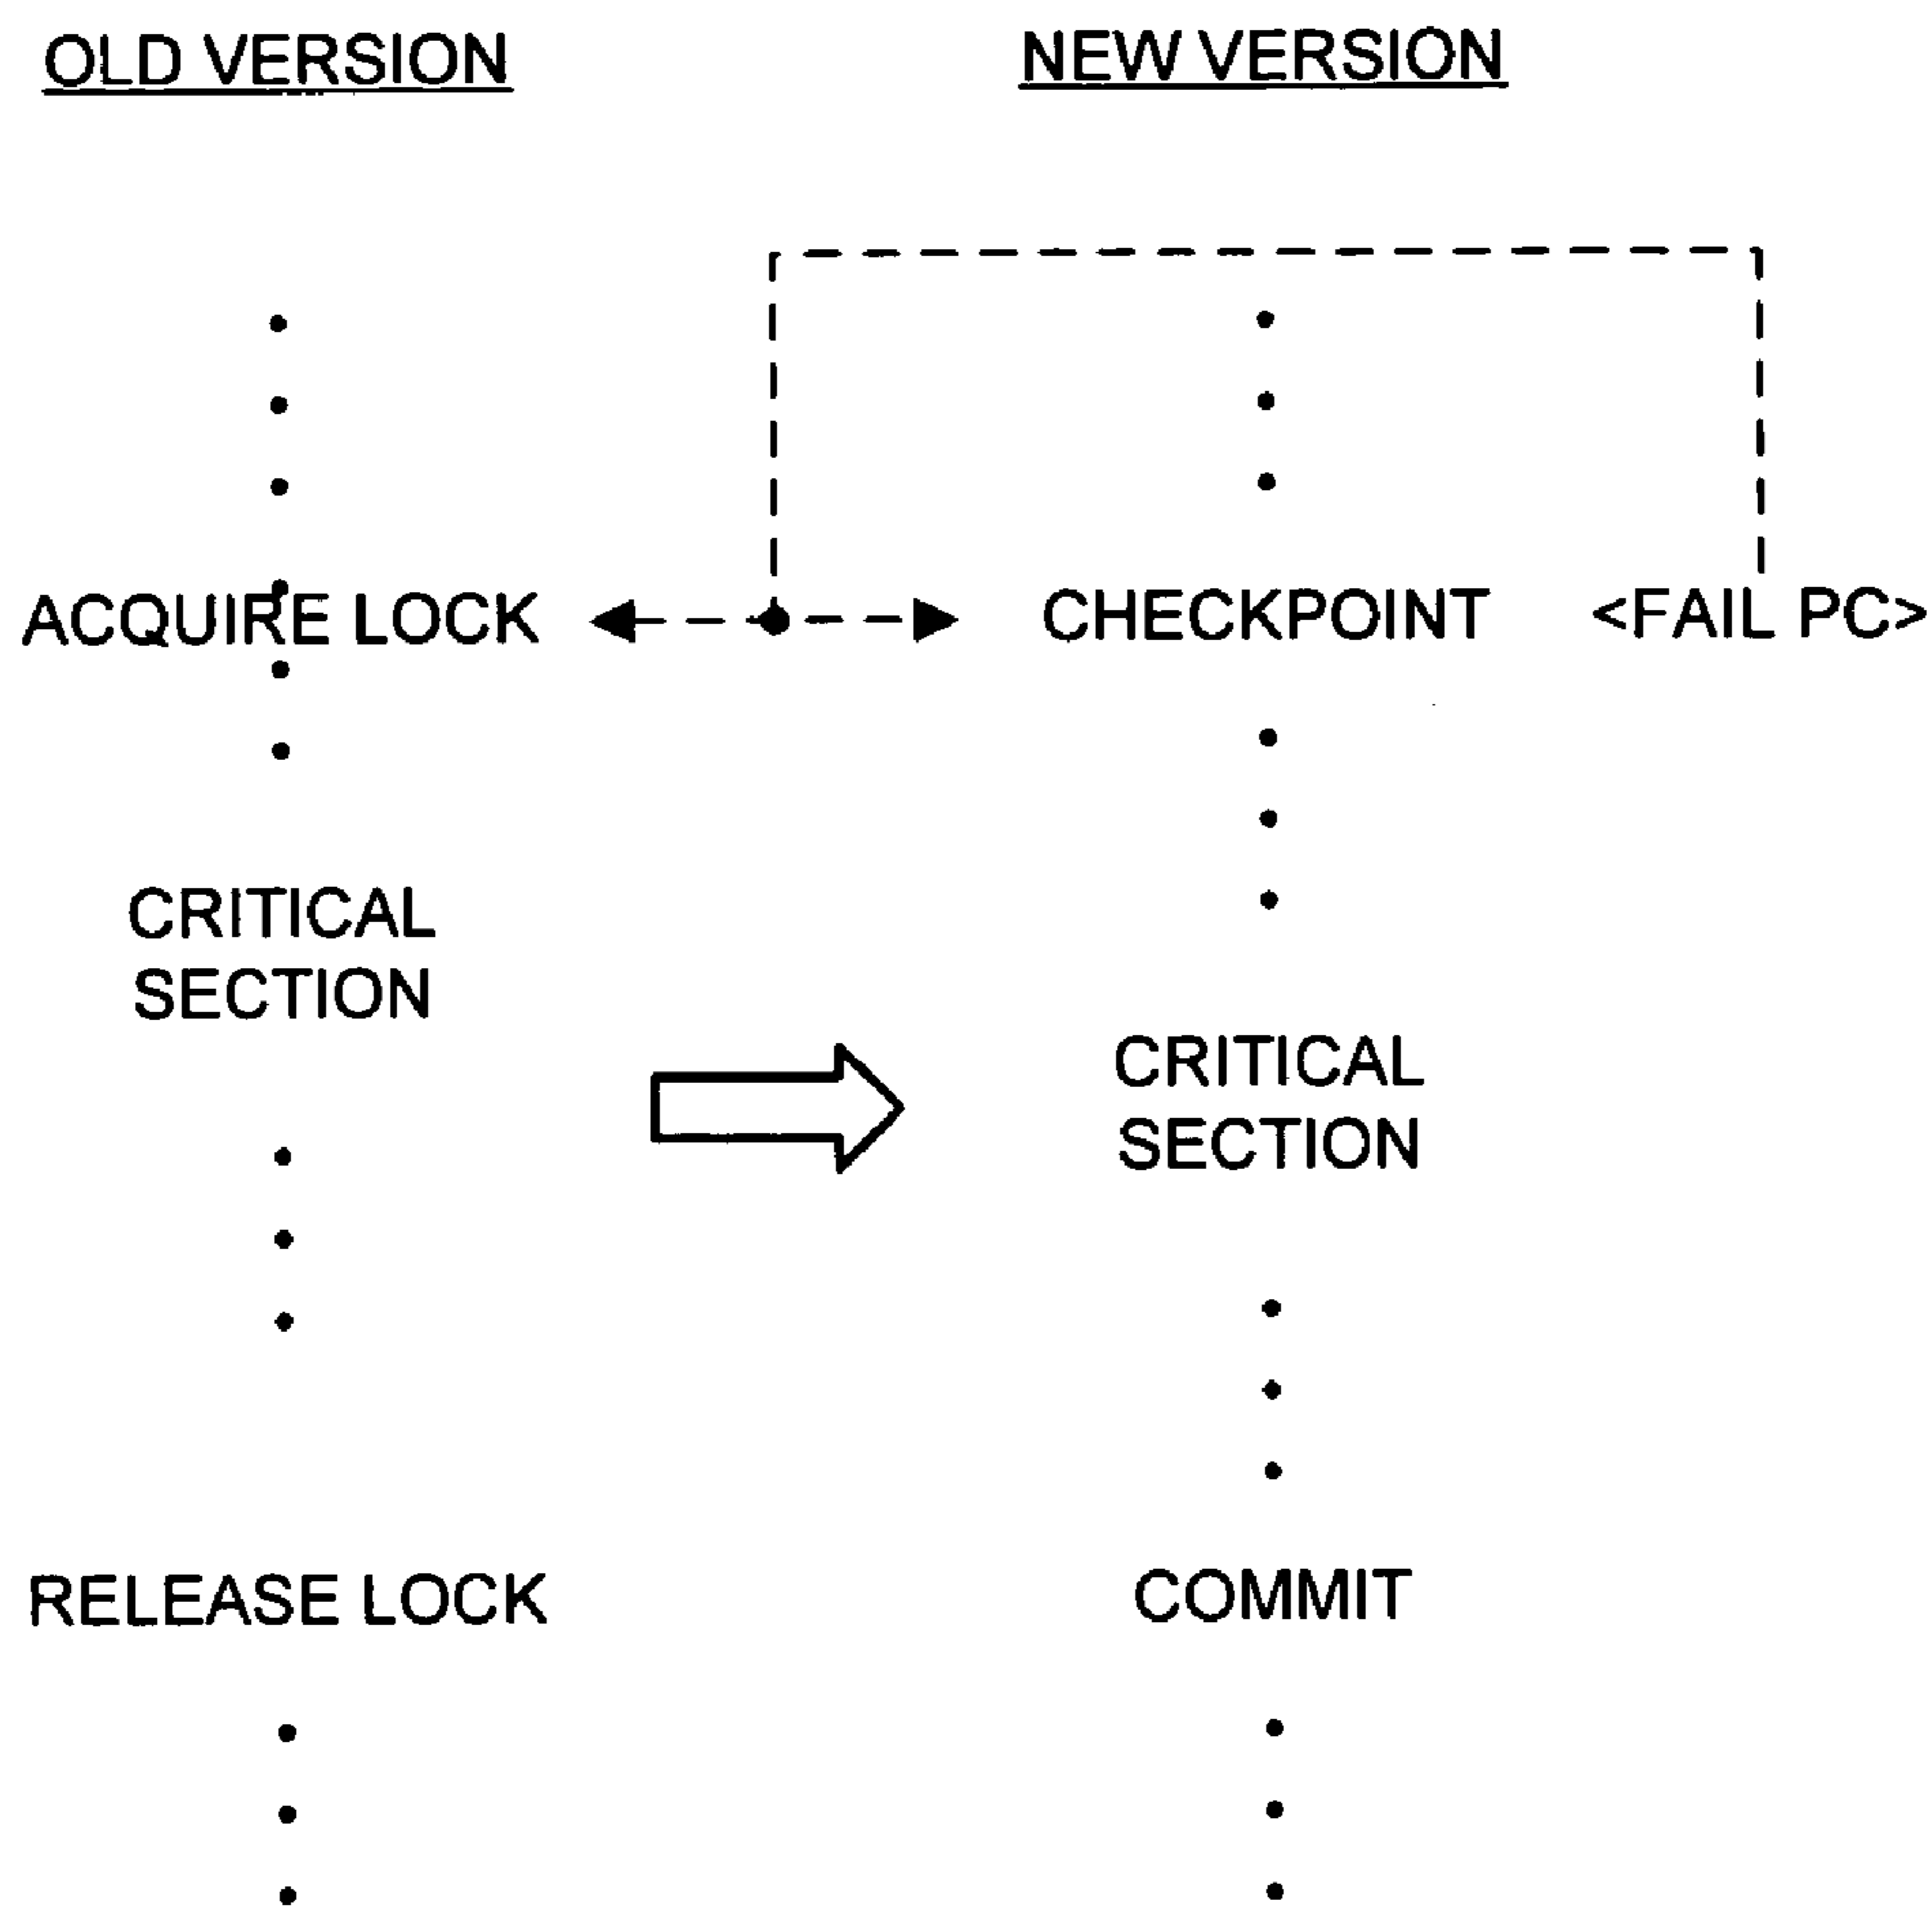 OLD VERSION
NEW VERSION
ACQUIRE LOCK
CHECKPOINT <FAIL PC>
CRITICAL
SECTION
CRITICAL
SECTION
RELEASE LOCK
COMMIT